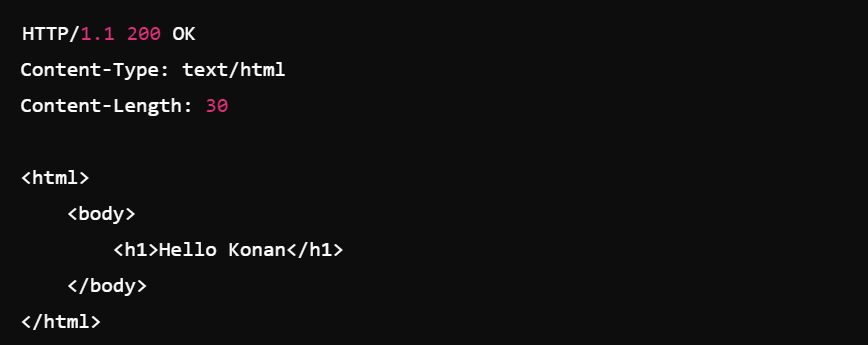 HTTP/1.1 200 OK
Content-Type: text/html
Content-Length: 30

<html>
    <body>
        <h1>Hello Konan</h1>
    </body>
</html>